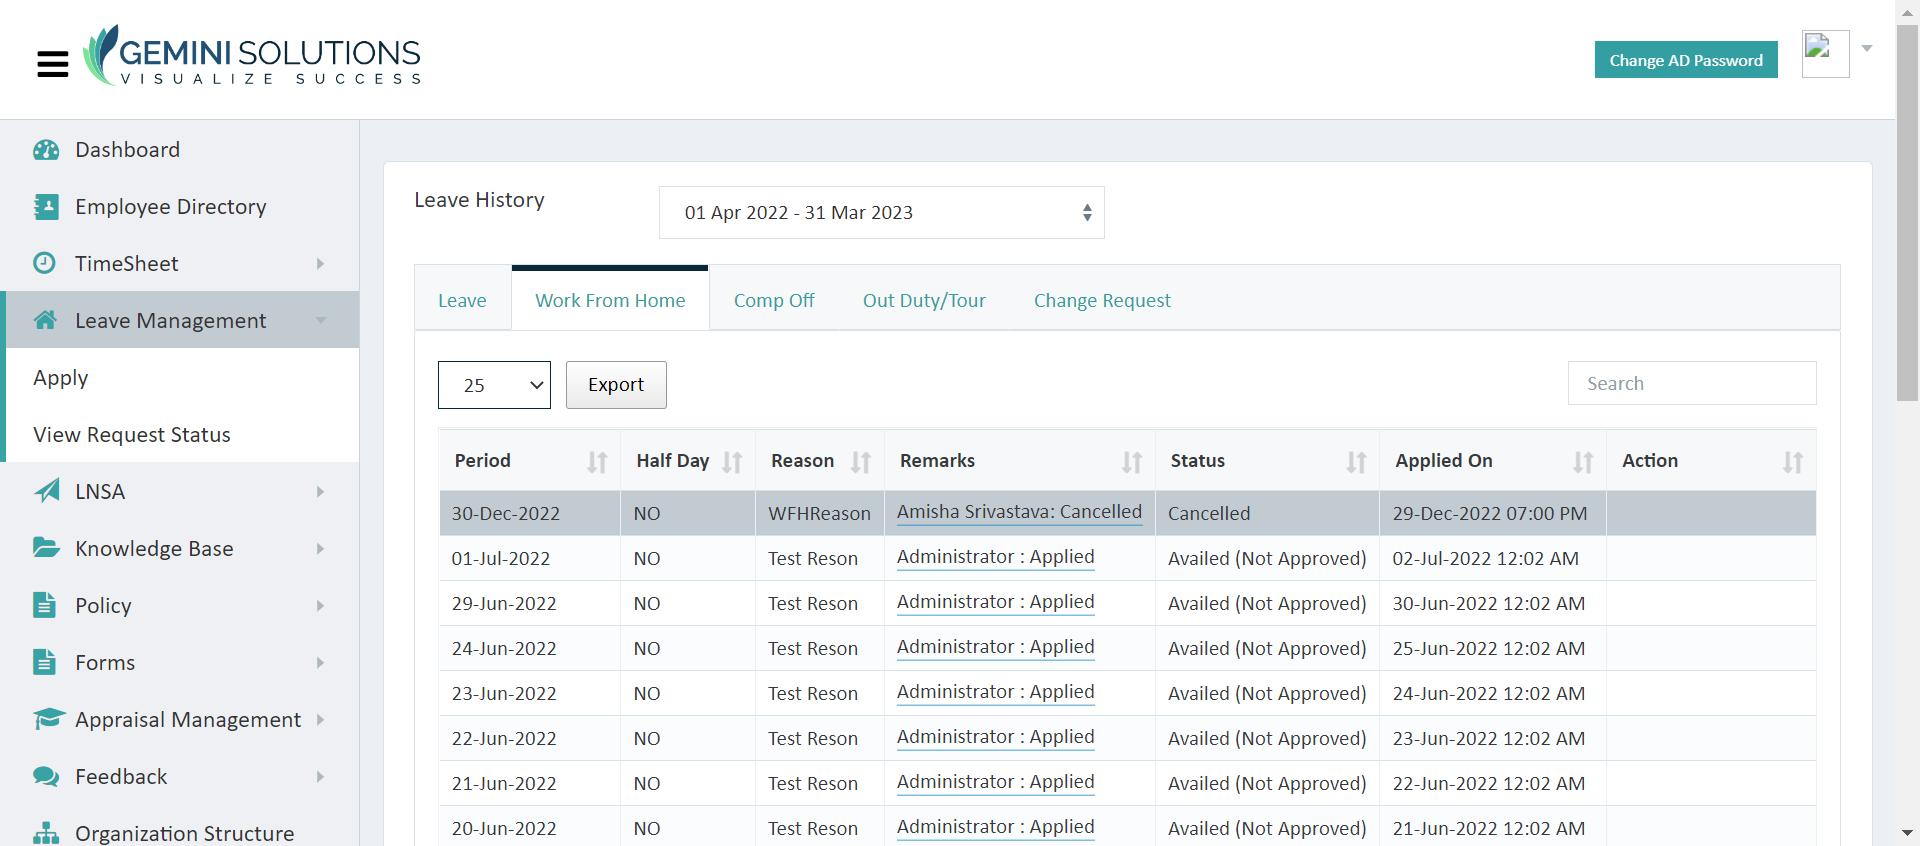 GEMINI SOLUTIONS
VISUALIZE SUCCESS
Change AD Password
Dashboard
Employee Directory
TimeSheet
Leave Management
Apply
View Request Status
LNSA
Knowledge Base
Policy
Forms
Appraisal Management
Feedback
Organization Structure
Leave History
01 Apr 2022 - 31 Mar 2023
Leave Work From Home Comp Off Out Duty/Tour Change Request
25 Export Search
Period Half Day Reason Remarks Status Applied On Action
30-Dec-2022 NO WFHReason Amisha Srivastava: Cancelled Cancelled 29-Dec-2022 07:00 PM
01-Jul-2022 NO Test Reson Administrator : Applied Availed (Not Approved) 02-Jul-2022 12:02 AM
29-Jun-2022 NO Test Reson Administrator : Applied Availed (Not Approved) 30-Jun-2022 12:02 AM
24-Jun-2022 NO Test Reson Administrator : Applied Availed (Not Approved) 25-Jun-2022 12:02 AM
23-Jun-2022 NO Test Reson Administrator : Applied Availed (Not Approved) 24-Jun-2022 12:02 AM
22-Jun-2022 NO Test Reson Administrator : Applied Availed (Not Approved) 23-Jun-2022 12:02 AM
21-Jun-2022 NO Test Reson Administrator : Applied Availed (Not Approved) 22-Jun-2022 12:02 AM
20-Jun-2022 NO Test Reson Administrator : Applied Availed (Not Approved) 21-Jun-2022 12:02 AM